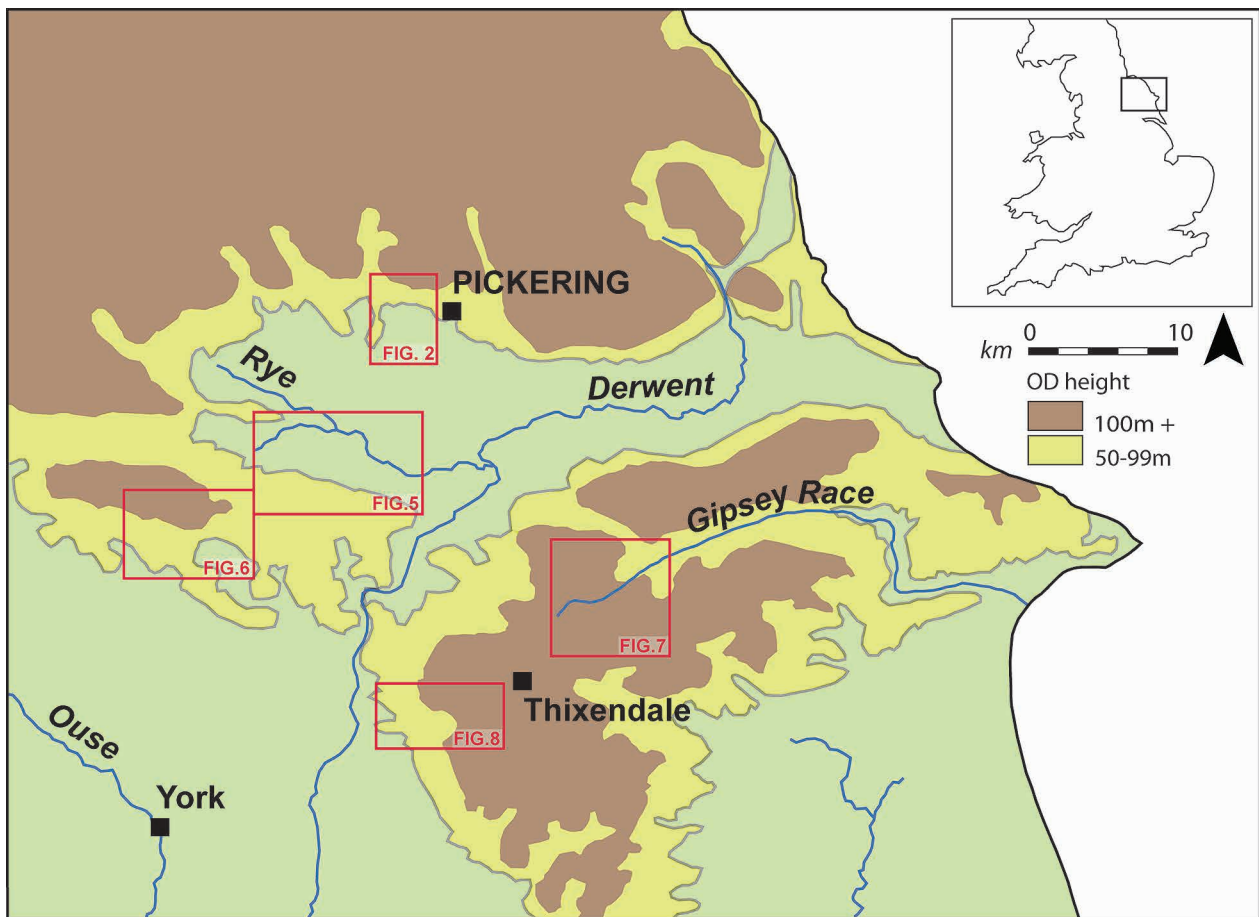 PICKERING
FIG. 2
Rye
Derwent
0 10
km
OD height
100m +
50-99m
FIG.5
Gipsey Race
FIG.6
FIG.7
Thixendale
FIG.8
Ouse
York